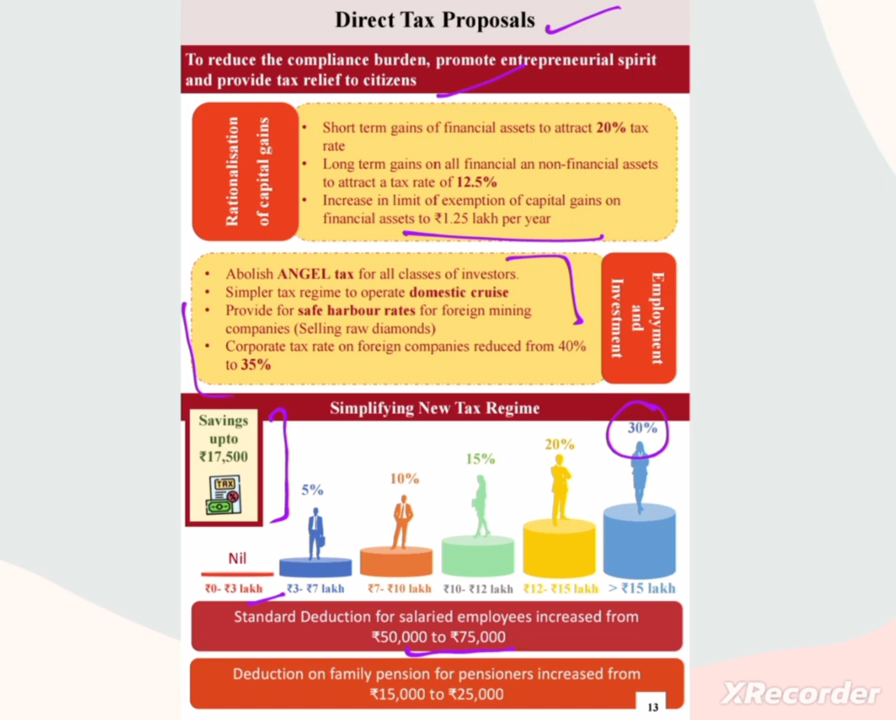 Direct Tax Proposals
To reduce the compliance burden, promote entrepreneurial spirit
and provide tax relief to citizens
Rationalisation
of capital gains
• Short term gains of financial assets to attract 20% tax
rate
• Long term gains on all financial an non-financial assets
to attract a tax rate of 12.5%
• Increase in limit of exemption of capital gains on
financial assets to ₹1.25 lakh per year
• Abolish ANGEL tax for all classes of investors.
• Simpler tax regime to operate domestic cruise
• Provide for safe harbour rates for foreign mining
companies (Selling raw diamonds)
• Corporate tax rate on foreign companies reduced from 40%
to 35%
Employment
and
Investment
Simplifying New Tax Regime
Savings
upto
₹17,500
TAX
Nil
5%
10%
15%
20%
30%
₹0- ₹3 lakh
₹3- ₹7 lakh
₹7- ₹10 lakh
₹10- ₹12 lakh
₹12- ₹15 lakh
> ₹15 lakh
Standard Deduction for salaried employees increased from
₹50,000 to ₹75,000
Deduction on family pension for pensioners increased from
₹15,000 to ₹25,000
13
XRecorder